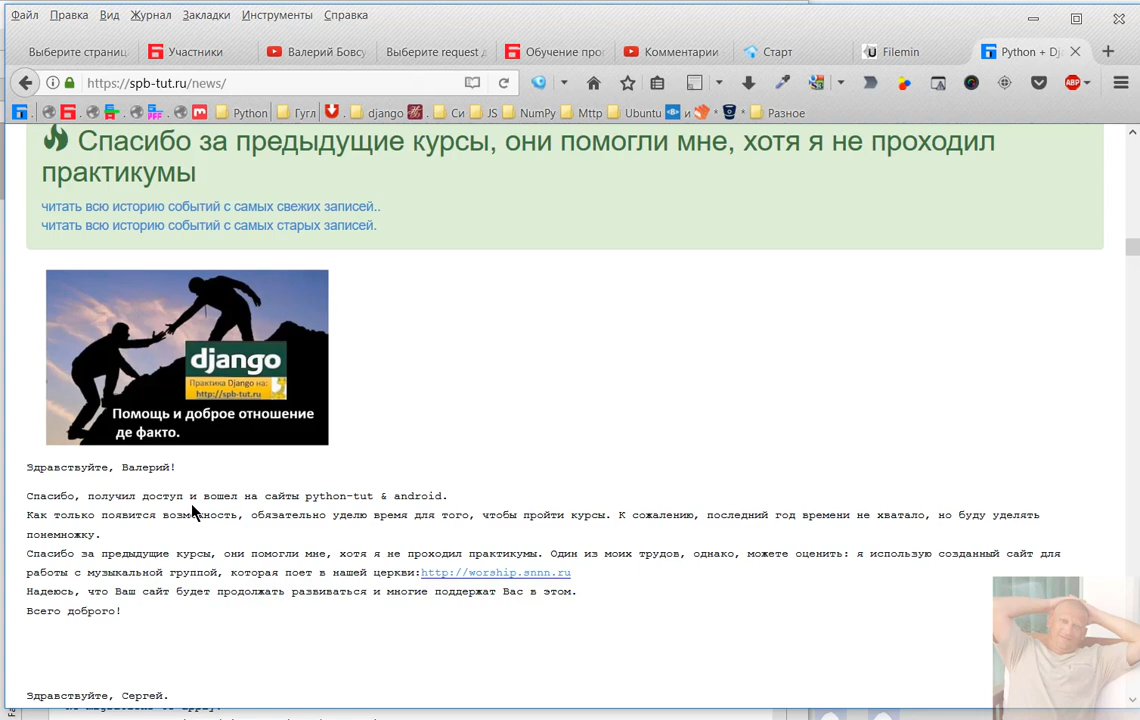 Файл Правка Вид Журнал Закладки Инструменты Справка
Выберите страниц Участники Валерий Бовсу Выберите request д Обучение про Комментарии Старт Filemin Python + Dj
https://spb-tut.ru/news/ ABP
Python Гугл django Си JS NumPy Mttp Ubuntu и Разное
Спасибо за предыдущие курсы, они помогли мне, хотя я не проходил
практикумы
читать всю историю событий с самых свежих записей..
читать всю историю событий с самых старых записей.
django
Практика Django на:
http://spb-tut.ru
Помощь и доброе отношение
де факто.
Здравствуйте, Валерий!
Спасибо, получил доступ и вошел на сайты python-tut & android.
Как только появится возможность, обязательно уделю время для того, чтобы пройти курсы. К сожалению, последний год времени не хватало, но буду уделять
понемножку.
Спасибо за предыдущие курсы, они помогли мне, хотя я не проходил практикумы. Один из моих трудов, однако, можете оценить: я использую созданный сайт для
работы с музыкальной группой, которая поет в нашей церкви:http://worship.snnn.ru
Надеюсь, что Ваш сайт будет продолжать развиваться и многие поддержат Вас в этом.
Всего доброго!
Здравствуйте, Сергей.